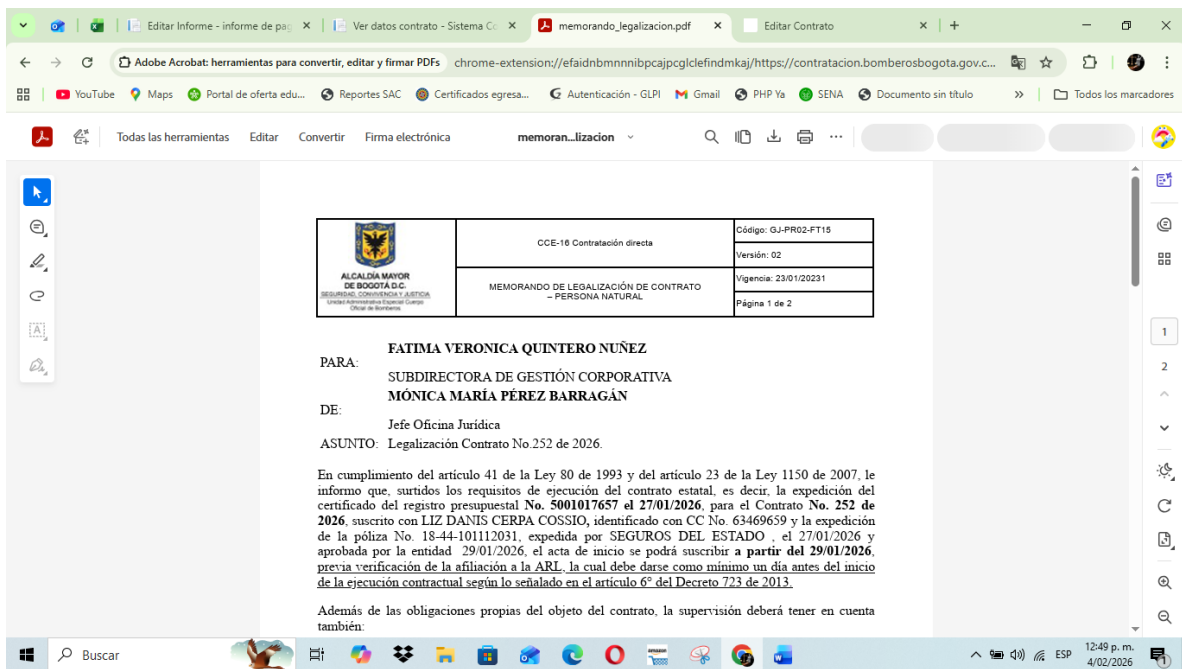 Editar Informe - informe de pag
Ver datos contrato - Sistema Co
memorando_legalizacion.pdf
Editar Contrato
Adobe Acrobat: herramientas para convertir, editar y firmar PDFs
chrome-extension://efaidnbmnnnibpcajpcglclefindmkaj/https://contratacion.bomberosbogota.gov.c...
YouTube
Maps
Portal de oferta edu...
Reportes SAC
Certificados egresa...
Autenticación - GLPI
Gmail
PHP Ya
SENA
Documento sin título
»
Todos los marcadores
Todas las herramientas
Editar
Convertir
Firma electrónica
memoran...lizacion
ALCALDÍA MAYOR
DE BOGOTÁ D.C.
SEGURIDAD, CONVIVENCIA Y JUSTICIA
Unidad Administrativa Especial Cuerpo
Oficial de Bomberos
CCE-16 Contratación directa
MEMORANDO DE LEGALIZACIÓN DE CONTRATO
– PERSONA NATURAL
Código: GJ-PR02-FT15
Versión: 02
Vigencia: 23/01/20231
Página 1 de 2
PARA:
FATIMA VERONICA QUINTERO NUÑEZ
SUBDIRECTORA DE GESTIÓN CORPORATIVA
DE:
MÓNICA MARÍA PÉREZ BARRAGÁN
Jefe Oficina Jurídica
ASUNTO: Legalización Contrato No.252 de 2026.
En cumplimiento del artículo 41 de la Ley 80 de 1993 y del artículo 23 de la Ley 1150 de 2007, le
informo que, surtidos los requisitos de ejecución del contrato estatal, es decir, la expedición del
certificado del registro presupuestal No. 5001017657 el 27/01/2026, para el Contrato No. 252 de
2026, suscrito con LIZ DANIS CERPA COSSIO, identificado con CC No. 63469659 y la expedición
de la póliza No. 18-44-101112031, expedida por SEGUROS DEL ESTADO , el 27/01/2026 y
aprobada por la entidad 29/01/2026, el acta de inicio se podrá suscribir a partir del 29/01/2026,
previa verificación de la afiliación a la ARL, la cual debe darse como mínimo un día antes del inicio
de la ejecución contractual según lo señalado en el artículo 6° del Decreto 723 de 2013.
Además de las obligaciones propias del objeto del contrato, la supervisión deberá tener en cuenta
también:
1
2
Buscar
ESP
12:49 p. m.
4/02/2026